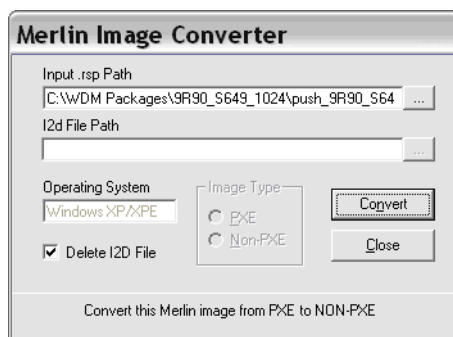 Merlin Image Converter
Input .rsp Path
C:\WDM Packages\9R90_S649_1024\push_9R90_S64 ...
I2d File Path
...
Operating System
Windows XP/XPE
Image Type
PXE
Non-PXE
Convert
Delete I2D File
Close
Convert this Merlin image from PXE to NON-PXE